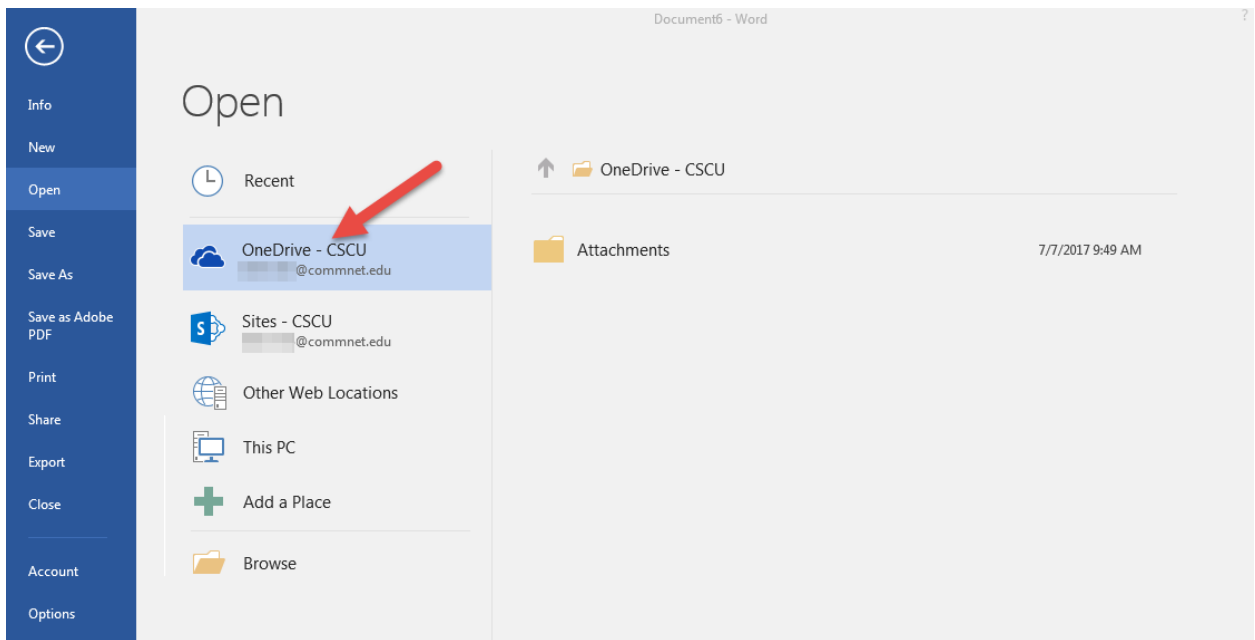 Document6 - Word
?
Info
New
Open
Save
Save As
Save as Adobe
PDF
Print
Share
Export
Close
Account
Options
Open
Recent
OneDrive - CSCU
@commnet.edu
Sites - CSCU
@commnet.edu
Other Web Locations
This PC
Add a Place
Browse
OneDrive - CSCU
Attachments 7/7/2017 9:49 AM